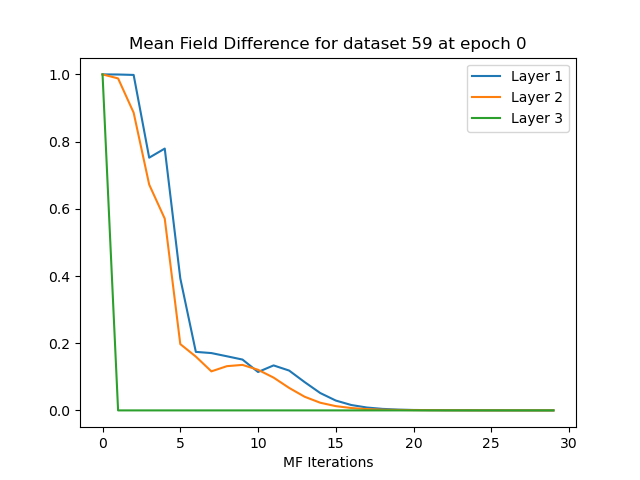 Mean Field Difference for dataset 59 at epoch 0
Layer 1
Layer 2
Layer 3
1.0
0.8
0.6
0.4
0.2
0.0
0 5 10 15 20 25 30
MF Iterations